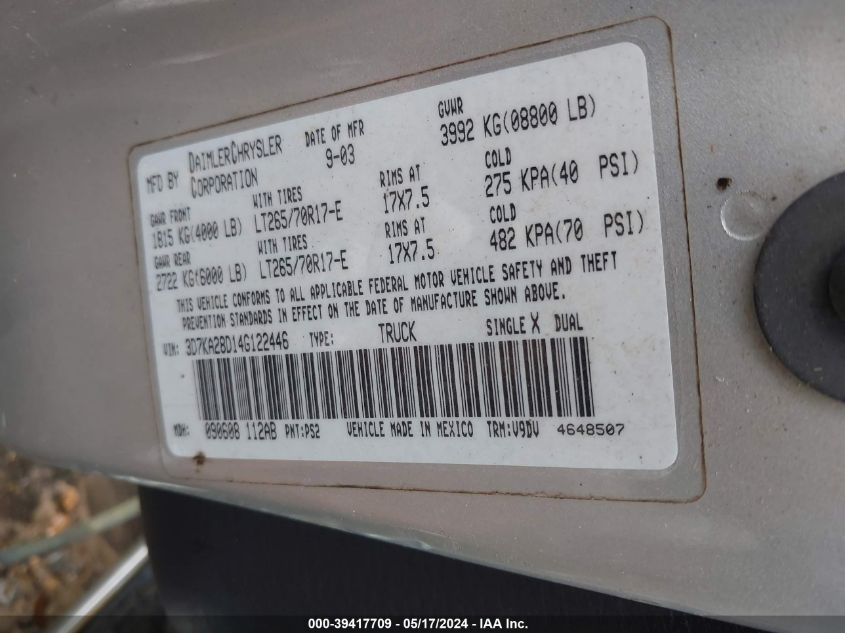 MFD BY DAIMLERCHRYSLER CORPORATION DATE OF MFR 9-03 GVWR 3992 KG(08800 LB)
GAWR FRONT WITH TIRES RIMS AT COLD
1815 KG(4000 LB) LT265/70R17-E 17X7.5 275 KPA(40 PSI)
GAWR REAR WITH TIRES RIMS AT COLD
2722 KG(6000 LB) LT265/70R17-E 17X7.5 482 KPA(70 PSI)
THIS VEHICLE CONFORMS TO ALL APPLICABLE FEDERAL MOTOR VEHICLE SAFETY AND THEFT
PREVENTION STANDARDS IN EFFECT ON THE DATE OF MANUFACTURE SHOWN ABOVE.
VIN: 3D7KA28D14G122446 TYPE: TRUCK SINGLE X DUAL
MDH: 090608 112AB PNT:PS2 VEHICLE MADE IN MEXICO TRM:V9DV 4648507
000-39417709 - 05/17/2024 - IAA Inc.